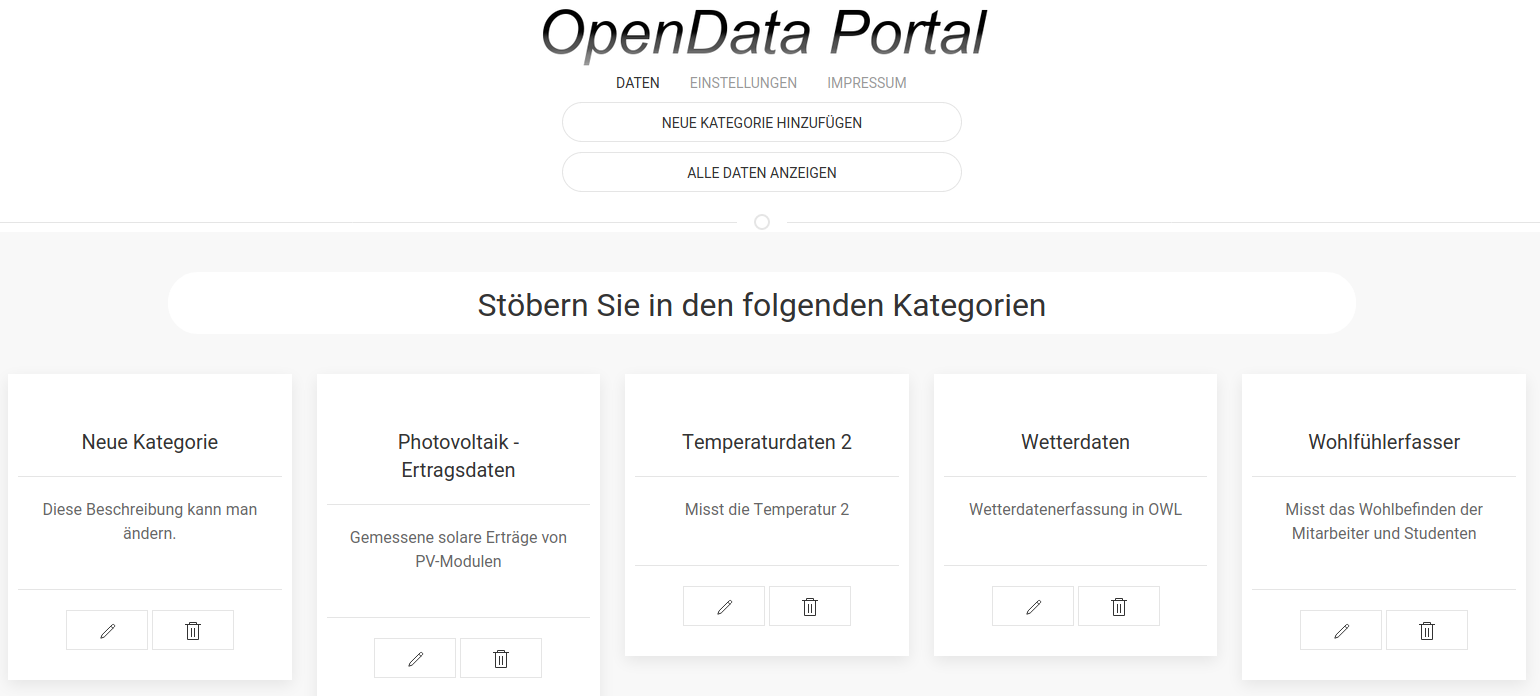 OpenData Portal
DATEN EINSTELLUNGEN IMPRESSUM
NEUE KATEGORIE HINZUFÜGEN
ALLE DATEN ANZEIGEN
Stöbern Sie in den folgenden Kategorien
Neue Kategorie
Diese Beschreibung kann man
ändern.
Photovoltaik -
Ertragsdaten
Gemessene solare Erträge von
PV-Modulen
Temperaturdaten 2
Misst die Temperatur 2
Wetterdaten
Wetterdatenerfassung in OWL
Wohlfühlerfasser
Misst das Wohlbefinden der
Mitarbeiter und Studenten